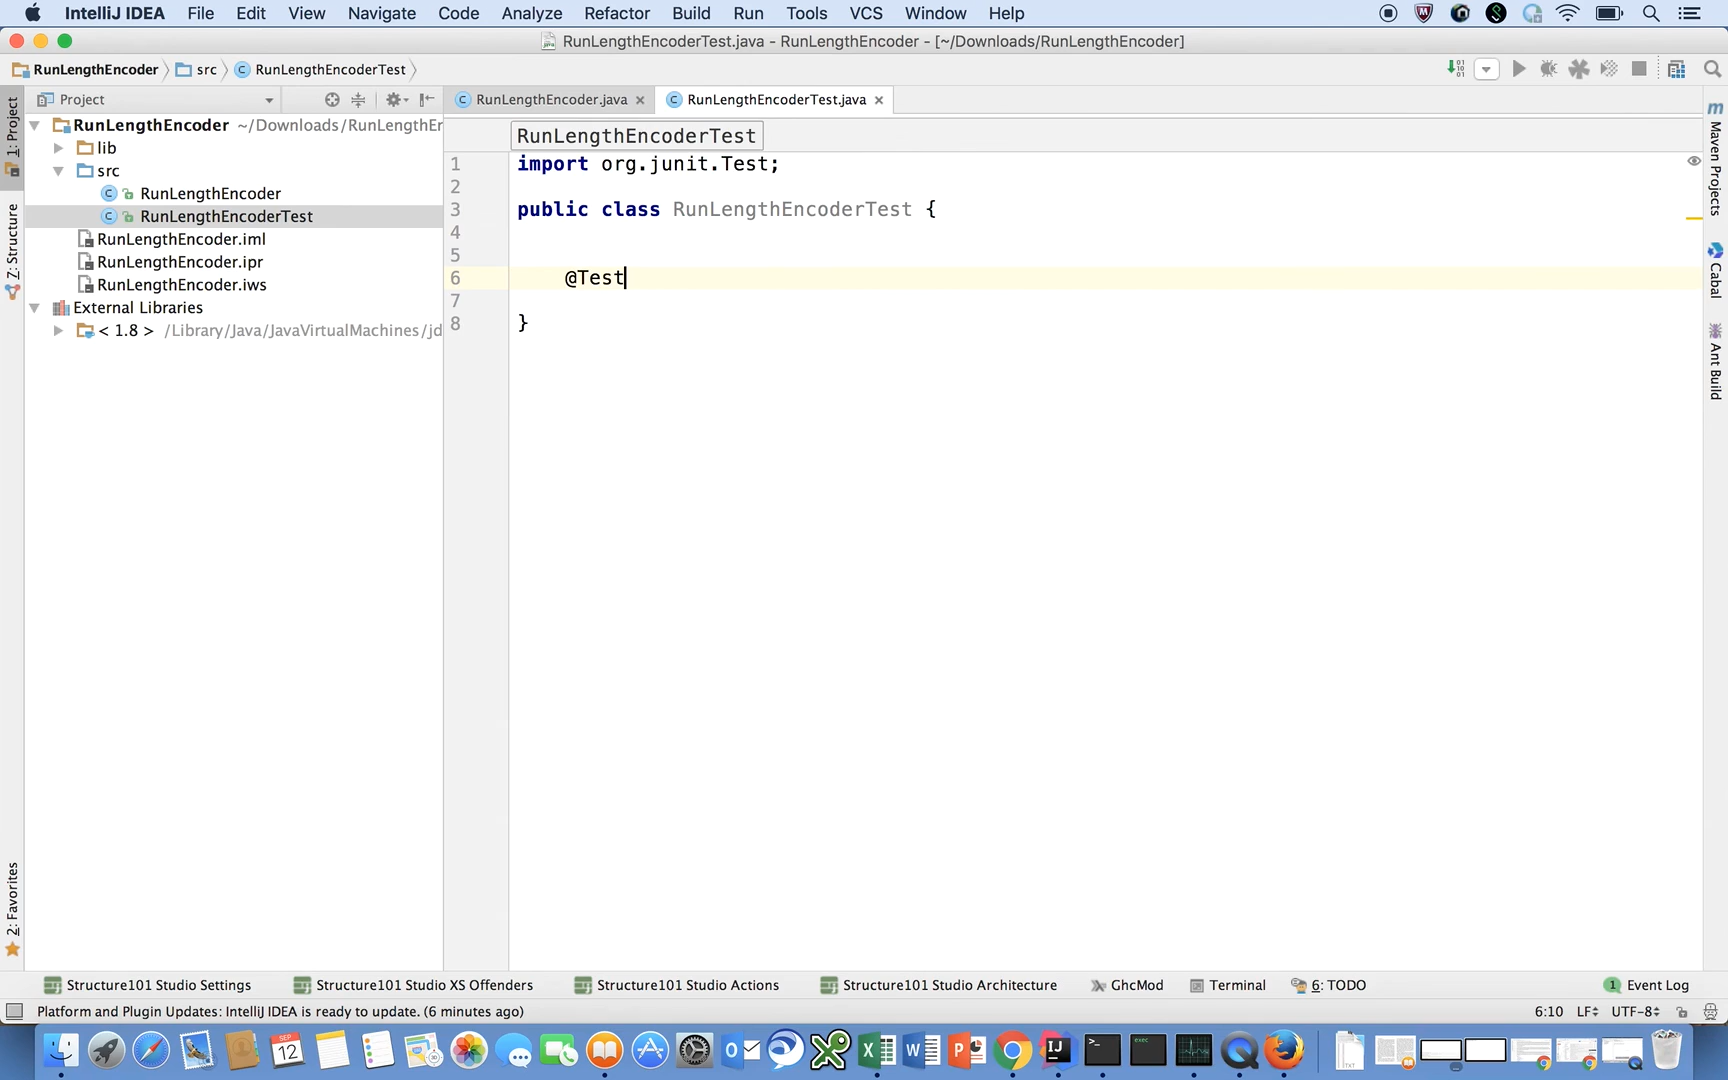 IntelliJ IDEA File Edit View Navigate Code Analyze Refactor Build Run Tools VCS Window Help
RunLengthEncoderTest.java - RunLengthEncoder - [~/Downloads/RunLengthEncoder]
RunLengthEncoder src RunLengthEncoderTest
Project
RunLengthEncoder.java RunLengthEncoderTest.java
1: Project
Z: Structure
2: Favorites
RunLengthEncoder ~/Downloads/RunLengthEr
lib
src
RunLengthEncoder
RunLengthEncoderTest
RunLengthEncoder.iml
RunLengthEncoder.ipr
RunLengthEncoder.iws
External Libraries
< 1.8 > /Library/Java/JavaVirtualMachines/jd
RunLengthEncoderTest
1 import org.junit.Test;
2
3 public class RunLengthEncoderTest {
4
5
6 @Test
7
8 }
Maven Projects
Cabal
Ant Build
Structure101 Studio Settings Structure101 Studio XS Offenders Structure101 Studio Actions Structure101 Studio Architecture GhcMod Terminal 6: TODO 1 Event Log
Platform and Plugin Updates: IntelliJ IDEA is ready to update. (6 minutes ago) 6:10 LF UTF-8
SEP
12